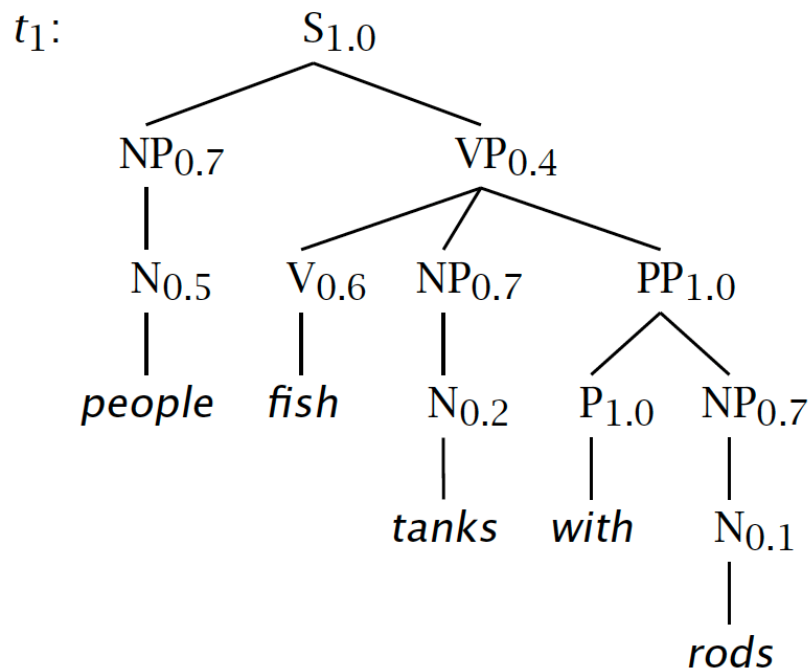 t1: S1.0
NP0.7 VP0.4
N0.5 V0.6 NP0.7 PP1.0
people fish N0.2 P1.0 NP0.7
tanks with N0.1
rods